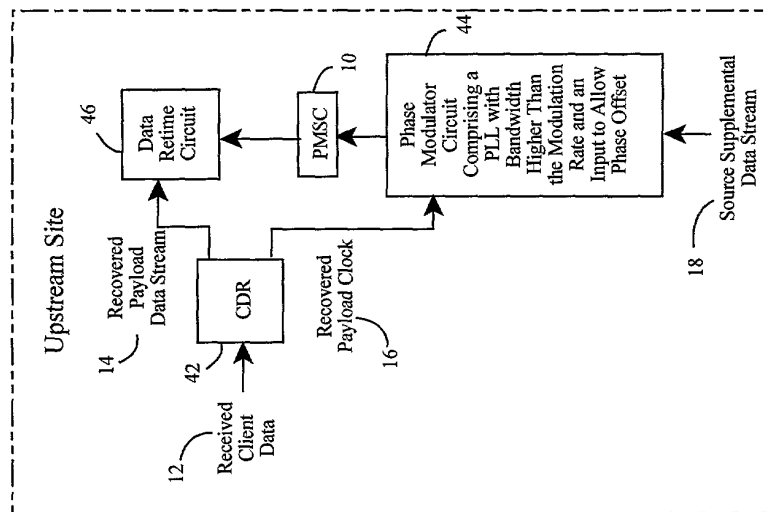 Upstream Site
12
Received
Client
Data
42
CDR
14
Recovered
Payload
Data Stream
Recovered
Payload Clock
16
46
Data
Retime
Circuit
10
PMSC
44
Phase
Modulator
Circuit
Comprising a
PLL with
Bandwidth
Higher Than
the Modulation
Rate and an
Input to Allow
Phase Offset
18
Source Supplemental
Data Stream